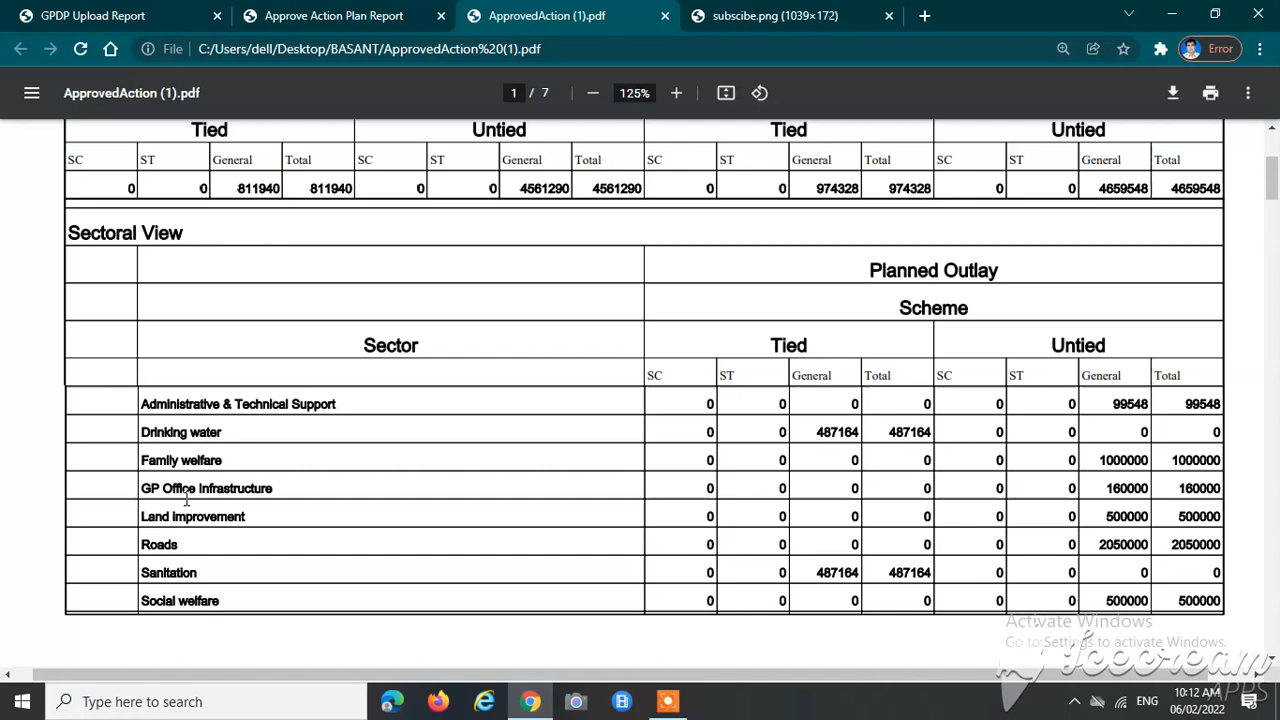 GPDP Upload Report
Approve Action Plan Report
ApprovedAction (1).pdf
subscibe.png (1039×172)
File C:/Users/dell/Desktop/BASANT/ApprovedAction%20(1).pdf Error
ApprovedAction (1).pdf 1 / 7 125%
Tied Untied Tied Untied
SC ST General Total SC ST General Total SC ST General Total SC ST General Total
0 0 811940 811940 0 0 4561290 4561290 0 0 974328 974328 0 0 4659548 4659548
Sectoral View
Planned Outlay
Scheme
Sector Tied Untied
SC ST General Total SC ST General Total
Administrative & Technical Support 0 0 0 0 0 0 99548 99548
Drinking water 0 0 487164 487164 0 0 0 0
Family welfare 0 0 0 0 0 0 1000000 1000000
GP Office Infrastructure 0 0 0 0 0 0 160000 160000
Land improvement 0 0 0 0 0 0 500000 500000
Roads 0 0 0 0 0 0 2050000 2050000
Sanitation 0 0 487164 487164 0 0 0 0
Social welfare 0 0 0 0 0 0 500000 500000
Activate Windows
Go to Settings to activate Windows.
Icecream
APPS
Type here to search
ENG
10:12 AM
06/02/2022